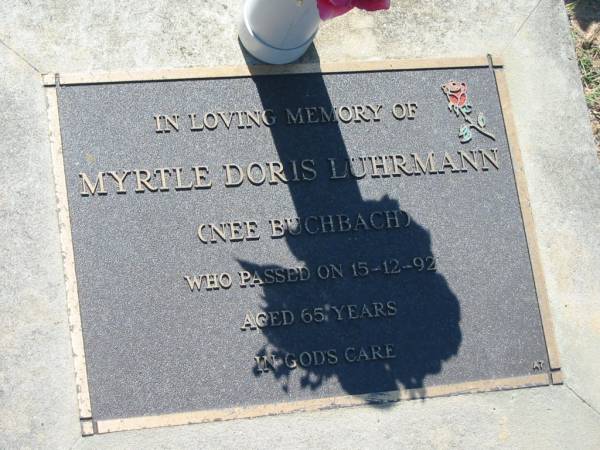 IN LOVING MEMORY OF
MYRTLE DORIS LUHRMANN
(NEE BUCHBACH)
WHO PASSED ON 15-12-92
AGED 65 YEARS
IN GODS CARE
AT